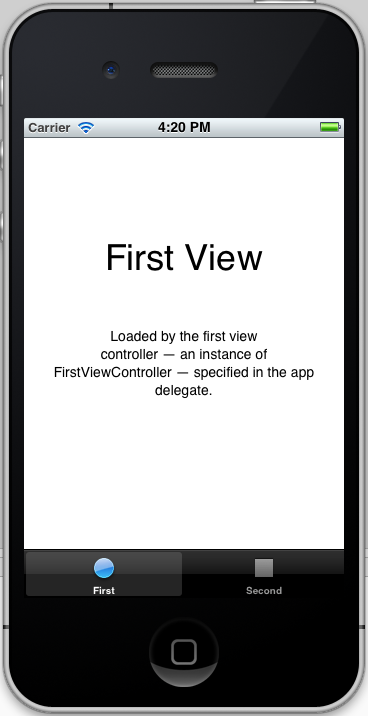 Carrier 4:20 PM
First View
Loaded by the first view
controller — an instance of
FirstViewController — specified in the app
delegate.
First Second